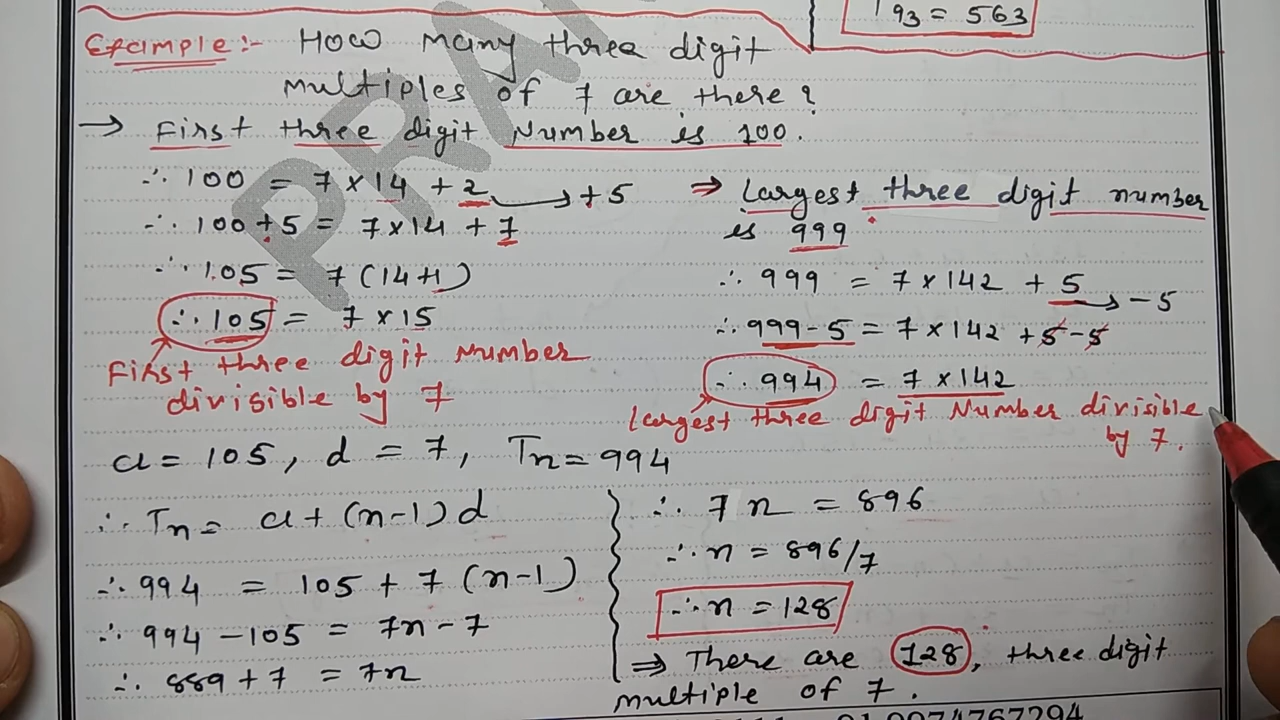 T93 = 563
Example:- How many three digit
multiples of 7 are there?
→ First three digit Number is 100.
∴ 100 = 7 × 14 + 2 → +5
∴ 100+5 = 7×14 + 7
∴ 105 = 7 (14+1)
∴ 105 = 7 × 15
First three digit Number
divisible by 7
⇒ Largest three digit number
is 999
∴ 999 = 7 × 142 + 5 → -5
∴ 999-5 = 7×142 +5-5
∴ 994 = 7 × 142
Largest three digit Number divisible
by 7.
a = 105, d = 7, Tn = 994
∴ Tn = a + (n-1) d
∴ 994 = 105 + 7 (n-1)
∴ 994 - 105 = 7n - 7
∴ 889 + 7 = 7n
∴ 7n = 896
∴ n = 896/7
∴ n = 128
⇒ There are 128, three digit
multiple of 7.
PRA